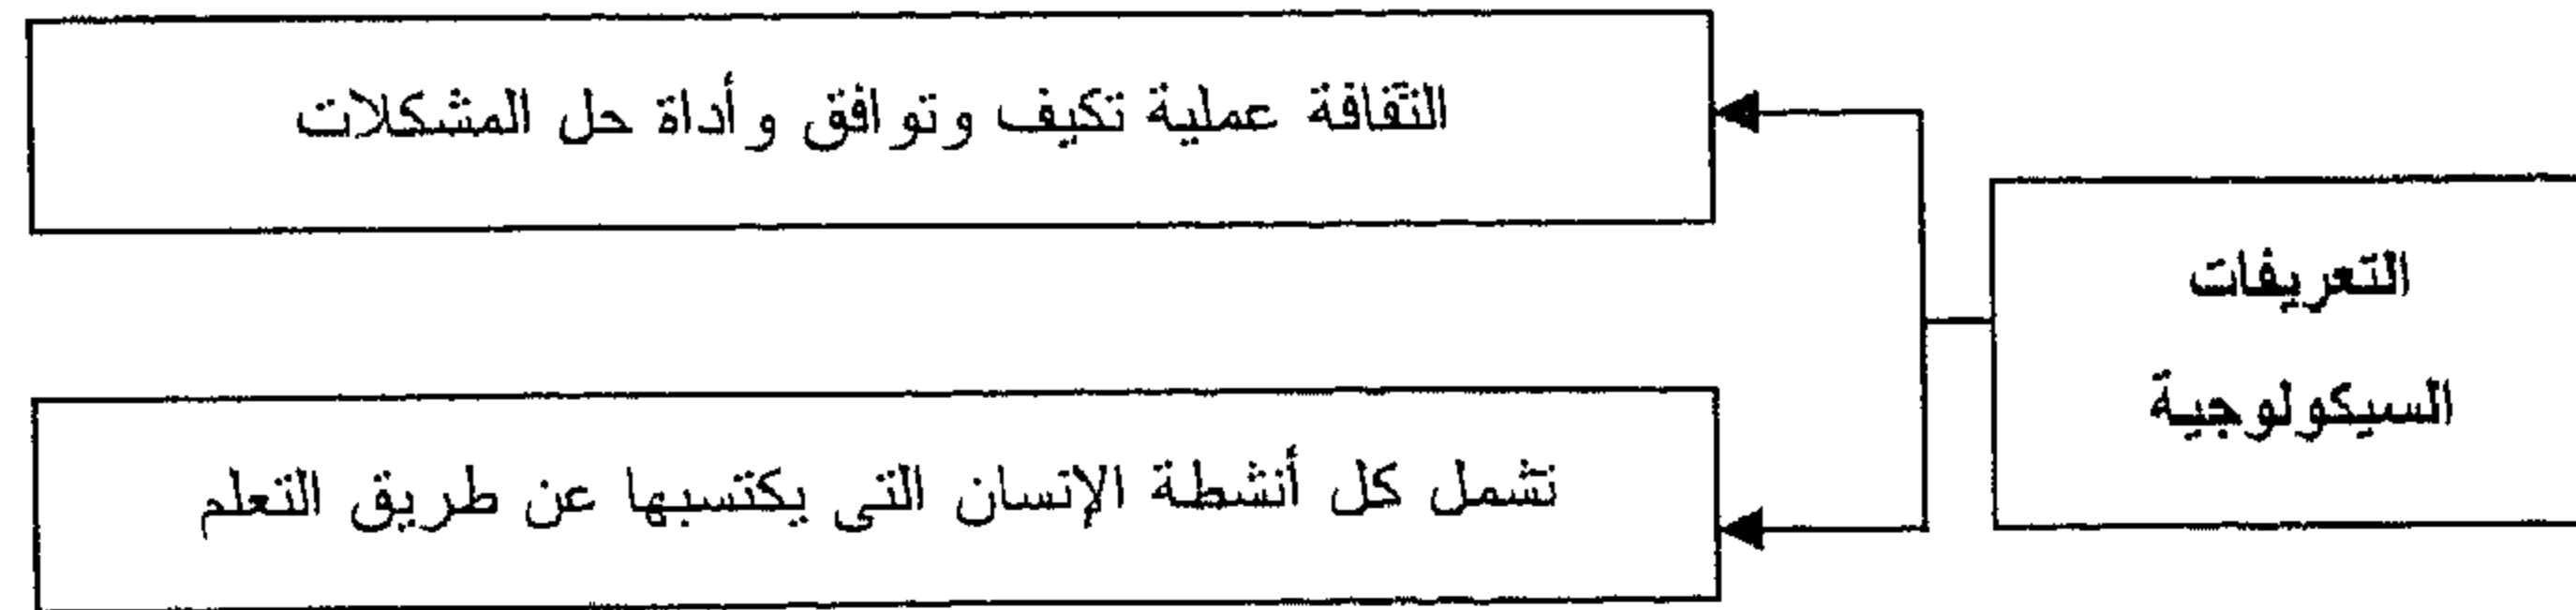 التعريفات
السيكولوجية
الثقافة عملية تكيف وتوافق وأداة حل المشكلات
تشمل كل أنشطة الإنسان التى يكتسبها عن طريق التعلم